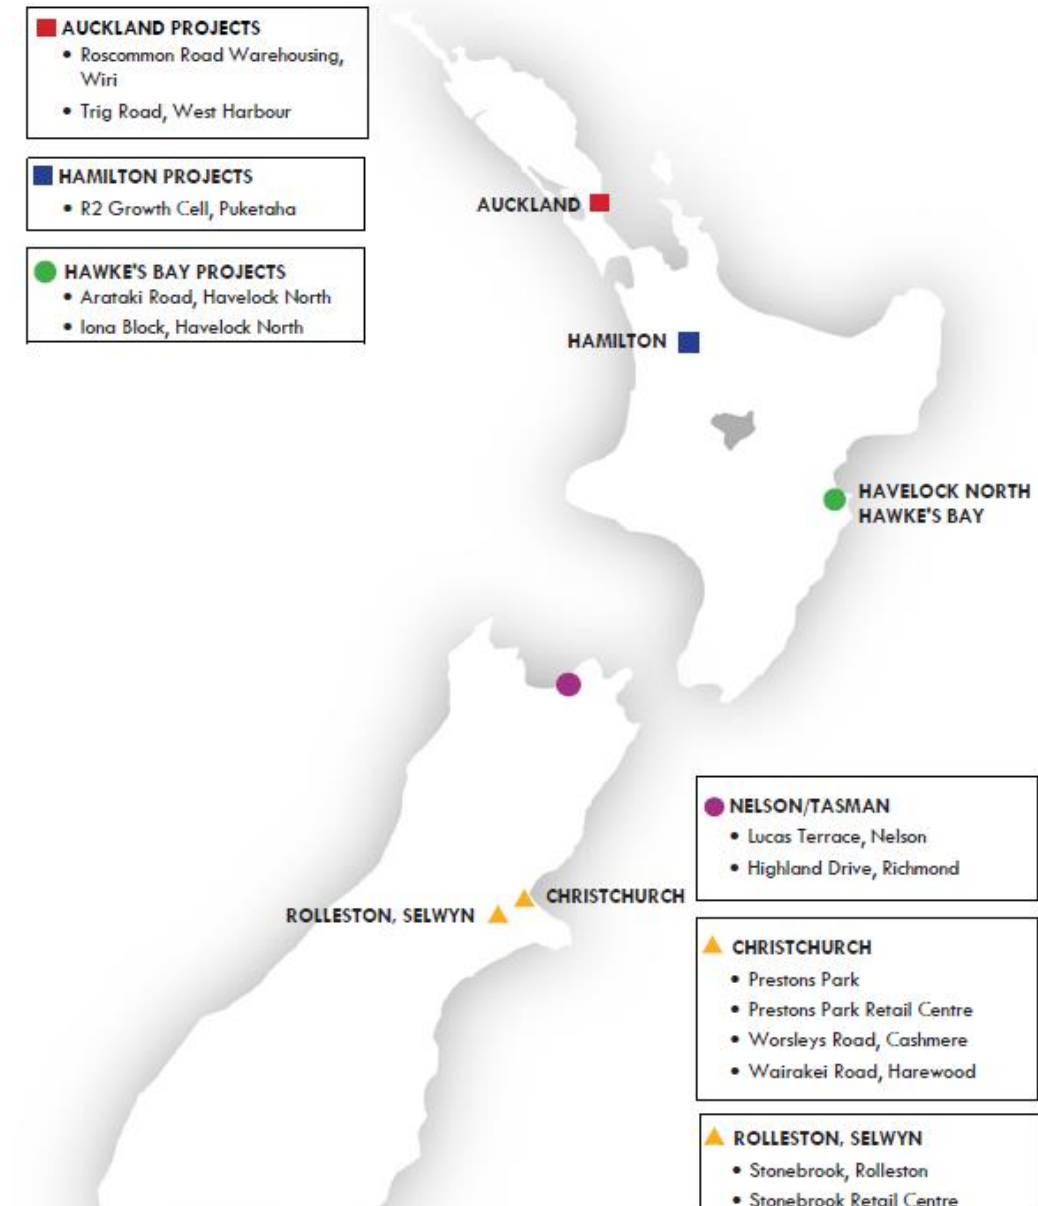 AUCKLAND PROJECTS
• Roscommon Road Warehousing,
Wiri
• Trig Road, West Harbour
HAMILTON PROJECTS
• R2 Growth Cell, Puketaha
HAWKE'S BAY PROJECTS
• Arataki Road, Havelock North
• Iona Block, Havelock North
AUCKLAND
HAMILTON
HAVELOCK NORTH
HAWKE'S BAY
NELSON/TASMAN
• Lucas Terrace, Nelson
• Highland Drive, Richmond
CHRISTCHURCH
ROLLESTON, SELWYN
CHRISTCHURCH
• Prestons Park
• Prestons Park Retail Centre
• Worsleys Road, Cashmere
• Wairakei Road, Harewood
ROLLESTON, SELWYN
• Stonebrook, Rolleston
• Stonebrook Retail Centre